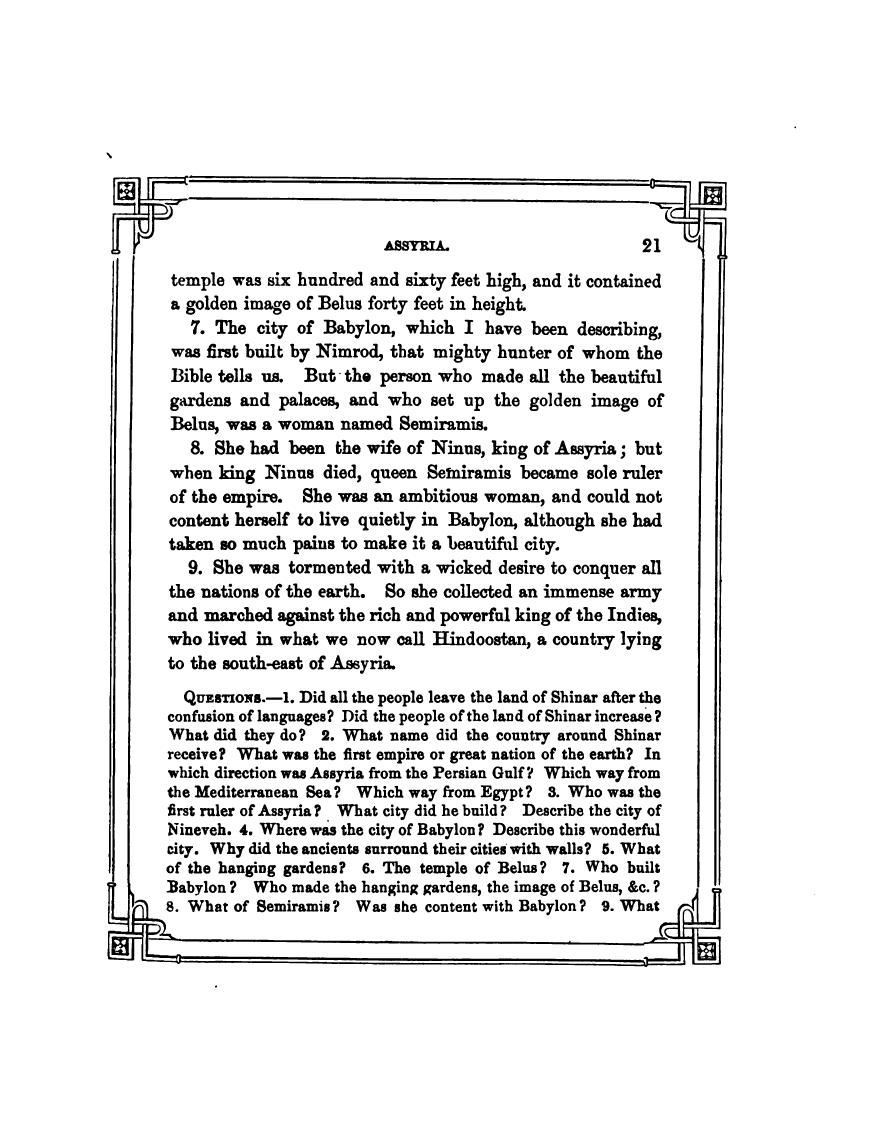 ASSYRIA. 21
temple was six hundred and sixty feet high, and it contained
a golden image of Belus forty feet in height.
7. The city of Babylon, which I have been describing,
was first built by Nimrod, that mighty hunter of whom the
Bible tells us. But the person who made all the beautiful
gardens and palaces, and who set up the golden image of
Belus, was a woman named Semiramis.
8. She had been the wife of Ninus, king of Assyria; but
when king Ninus died, queen Semiramis became sole ruler
of the empire. She was an ambitious woman, and could not
content herself to live quietly in Babylon, although she had
taken so much pains to make it a beautiful city.
9. She was tormented with a wicked desire to conquer all
the nations of the earth. So she collected an immense army
and marched against the rich and powerful king of the Indies,
who lived in what we now call Hindoostan, a country lying
to the south-east of Assyria.
QUESTIONS.—1. Did all the people leave the land of Shinar after the
confusion of languages? Did the people of the land of Shinar increase?
What did they do? 2. What name did the country around Shinar
receive? What was the first empire or great nation of the earth? In
which direction was Assyria from the Persian Gulf? Which way from
the Mediterranean Sea? Which way from Egypt? 3. Who was the
first ruler of Assyria? What city did he build? Describe the city of
Nineveh. 4. Where was the city of Babylon? Describe this wonderful
city. Why did the ancients surround their cities with walls? 5. What
of the hanging gardens? 6. The temple of Belus? 7. Who built
Babylon? Who made the hanging gardens, the image of Belus, &c.?
8. What of Semiramis? Was she content with Babylon? 9. What